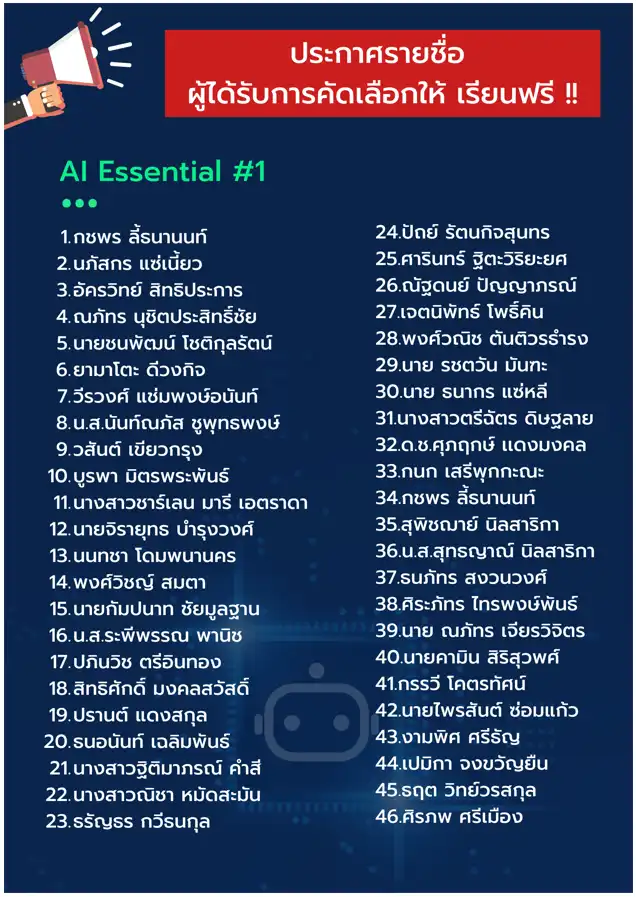 ประกาศรายชื่อ
ผู้ได้รับการคัดเลือกให้ เรียนฟรี !!
AI Essential #1
1.กชพร ลี้ธนานนท์
2.นภัสกร แซ่เนี้ยว
3.อัครวิทย์ สิทธิประการ
4.ณภัทร นุชิตประสิทธิ์ชัย
5.นายชนพัฒน์ โชติกุลรัตน์
6.ยามาโตะ ดีวงกิจ
7.วีรวงศ์ แช่มพงษ์อนันท์
8.น.ส.นันท์ณภัส ชูพุทธพงษ์
9.วสันต์ เขียวกรุง
10.บูรพา มิตรพระพันธ์
11.นางสาวชาร์เลน มารี เอตราดา
12.นายจิรายุทธ บำรุงวงศ์
13.นนทชา โดมพนานคร
14.พงศ์วิชญ์ สมตา
15.นายกัมปนาท ชัยมูลฐาน
16.น.ส.ระพีพรรณ พานิช
17.ปภินวิช ตรีอินทอง
18.สิทธิศักดิ์ มงคลสวัสดิ์
19.ปรานต์ แดงสกุล
20.ธนอนันท์ เฉลิมพันธ์
21.นางสาวฐิติมาภรณ์ คำสี
22.นางสาวณิชา หมัดสะมัน
23.ธรัญธร กวีธนกุล
24.ปัถย์ รัตนกิจสุนทร
25.ศารินทร์ ฐิตะวิริยะยศ
26.ณัฐดนย์ ปัญญาภรณ์
27.เจตนิพัทธ์ โพธิ์คิน
28.พงศ์วณิช ตันติวรธำรง
29.นาย รชตวัน มันฑะ
30.นาย ธนากร แซ่หลี
31.นางสาวตรีฉัตร ดิษฐลาย
32.ด.ช.ศุภฤกษ์ แดงมงคล
33.กนก เสรีพุกกะณะ
34.กชพร ลี้ธนานนท์
35.สุพิชฌาย์ นิลสาริกา
36.น.ส.สุทธญาณ์ นิลสาริกา
37.ธนภัทร สงวนวงศ์
38.ศิระภัทร ไทรพงษ์พันธ์
39.นาย ณภัทร เจียรวิจิตร
40.นายคามิน สิริสุวพศ์
41.กรรวี โคตรทัศน์
42.นายไพรสันต์ ซ่อมแก้ว
43.งามพิศ ศรีธัญ
44.เปมิกา จงขวัญยืน
45.ธฤต วิทย์วรสกุล
46.ศิรภพ ศรีเมือง